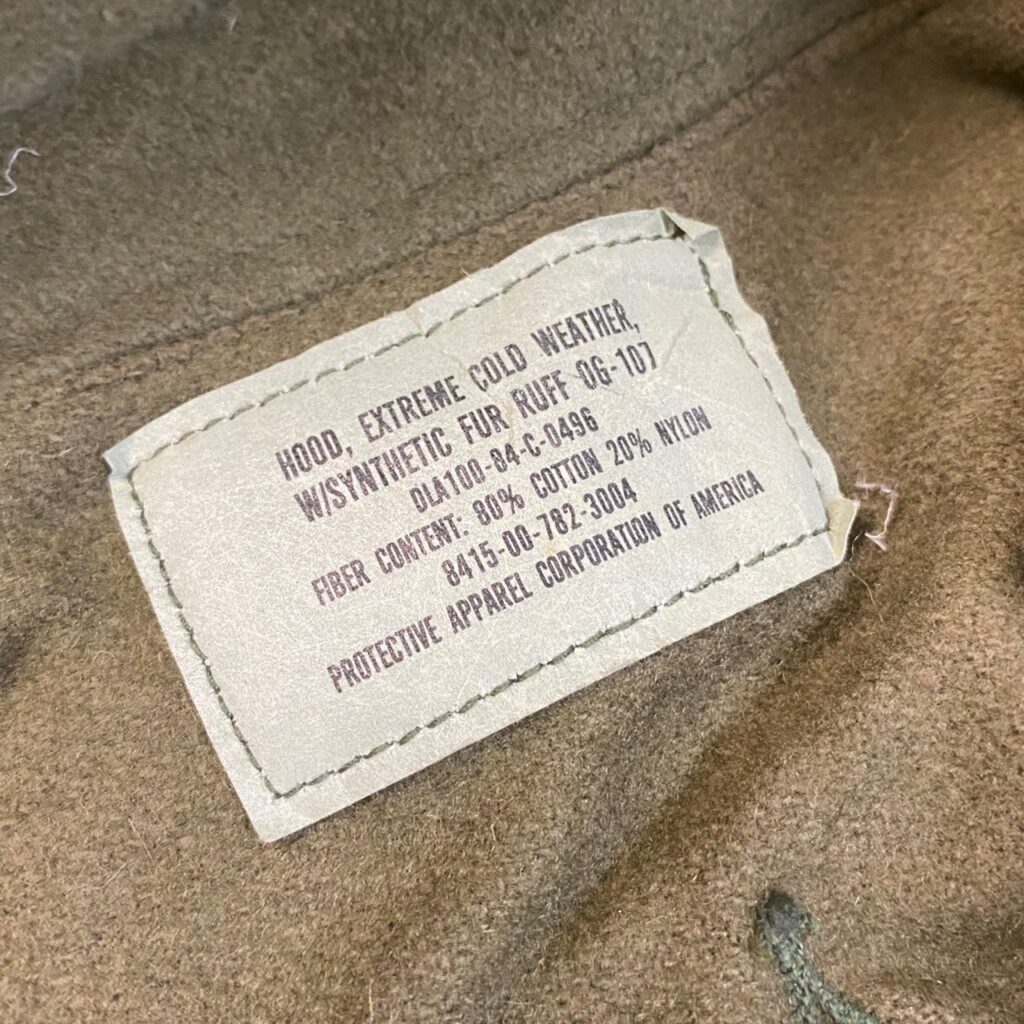 HOOD, EXTREME COLD WEATHER,
W/SYNTHETIC FUR RUFF OG-107
DLA100-84-C-0496
FIBER CONTENT: 80% COTTON 20% NYLON
8415-00-782-3004
PROTECTIVE APPAREL CORPORATION OF AMERICA